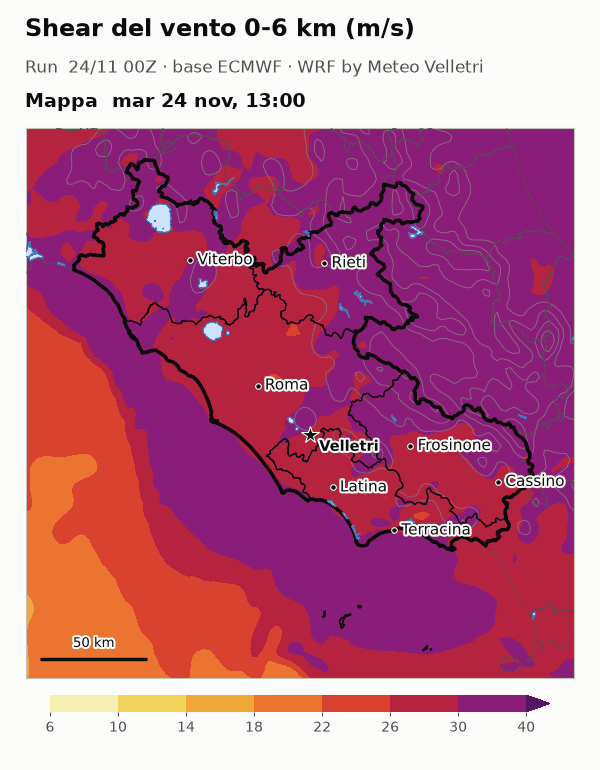 Shear del vento 0-6 km (m/s)
Run 24/11 00Z · base ECMWF · WRF by Meteo Velletri
Mappa mar 24 nov, 13:00
Viterbo
Rieti
Roma
Velletri
Frosinone
Cassino
Latina
Terracina
50 km
6 10 14 18 22 26 30 40